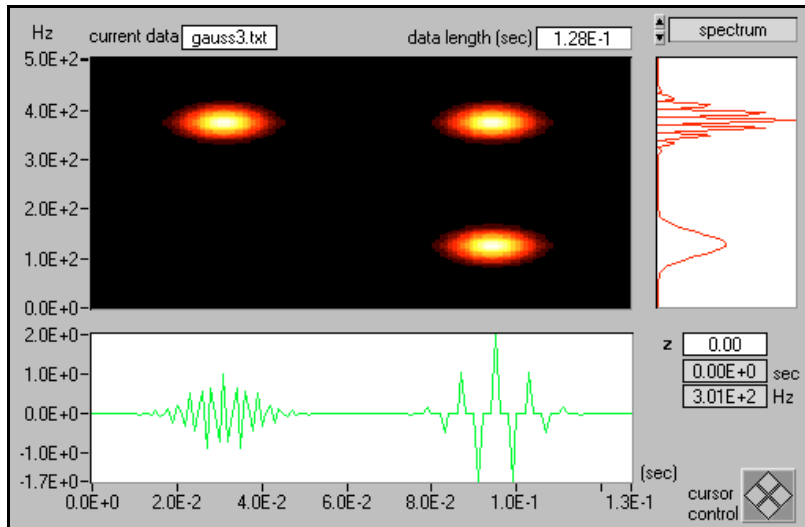 Hz current data gauss3.txt data length (sec) 1.28E-1 spectrum
5.0E+2
4.0E+2
3.0E+2
2.0E+2
1.0E+2
0.0E+0
2.0E+0
1.0E+0
0.0E+0
-1.0E+0
-1.7E+0
0.0E+0 2.0E-2 4.0E-2 6.0E-2 8.0E-2 1.0E-1 1.3E-1
(sec)
z 0.00
0.00E+0 sec
3.01E+2 Hz
cursor
control